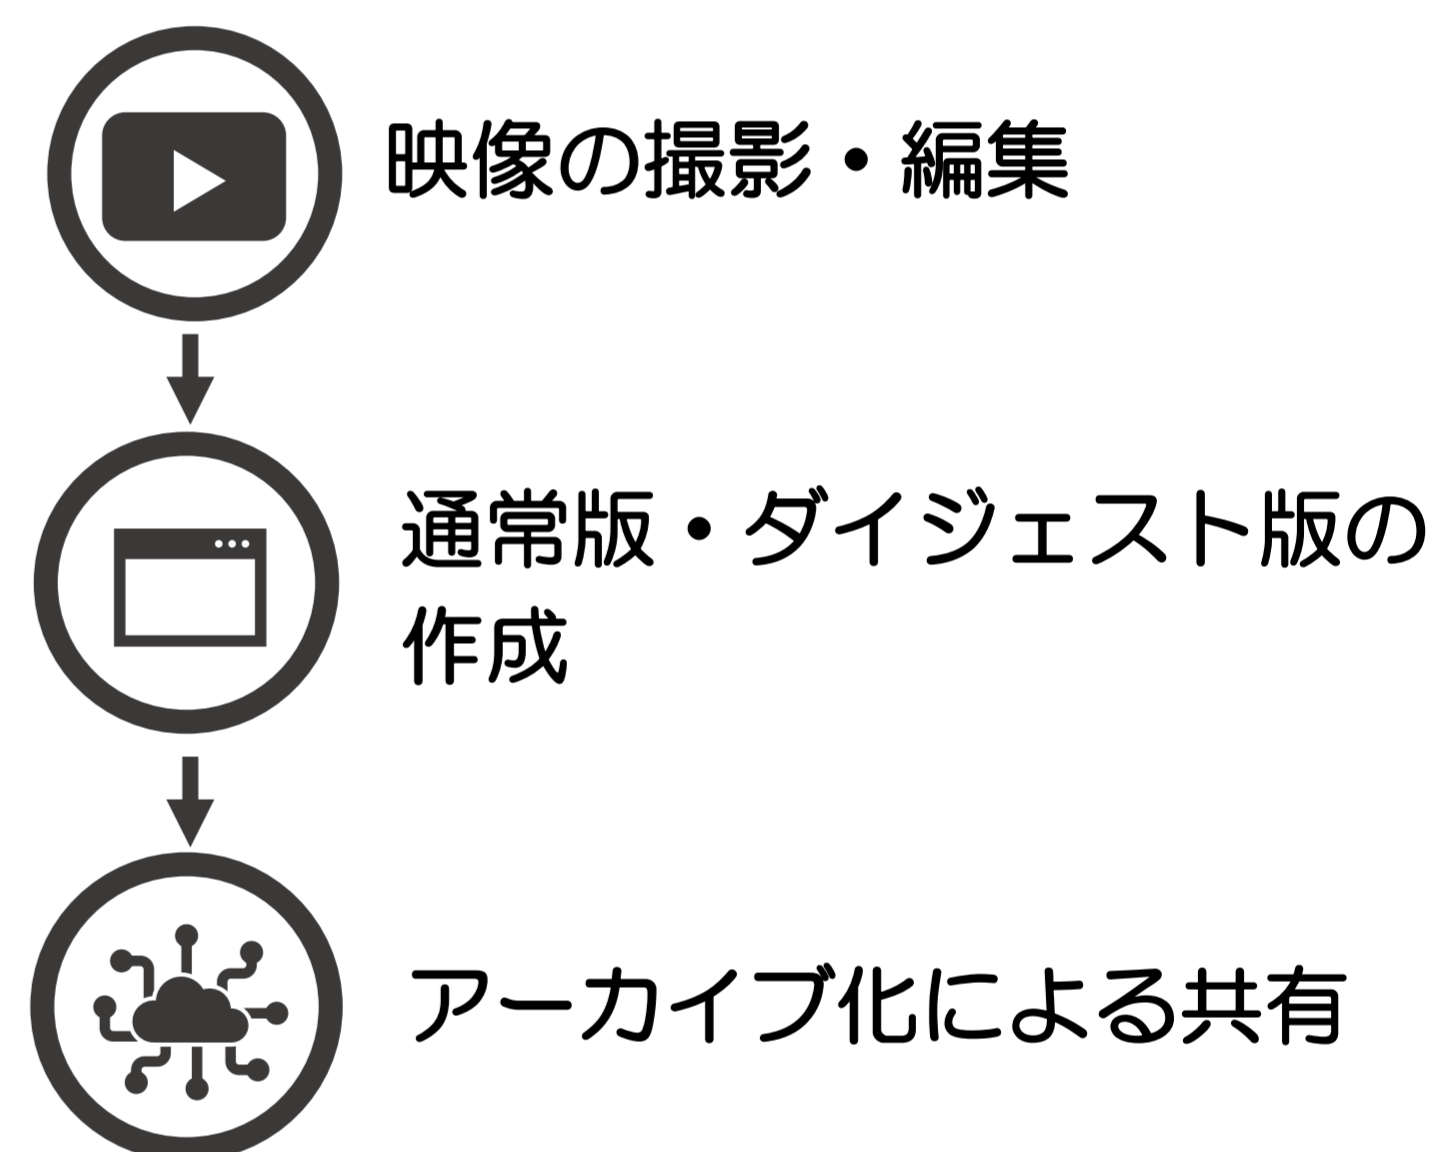 映像の撮影・編集
通常版・ダイジェスト版の
作成
アーカイブ化による共有